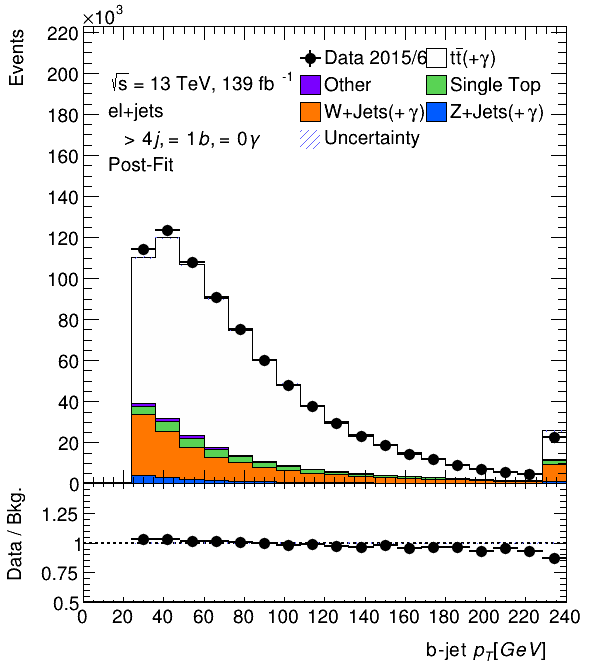 ×10³
Events
220
200
180
160
140
120
100
80
60
40
20
0
√s = 13 TeV, 139 fb⁻¹
el+jets
> 4j, = 1b, = 0γ
Post-Fit
Data 2015/6
tt̄(+γ)
Other
Single Top
W+Jets(+γ)
Z+Jets(+γ)
Uncertainty
Data / Bkg.
1.25
1
0.75
0.5
0 20 40 60 80 100 120 140 160 180 200 220 240
b-jet p_T[GeV]